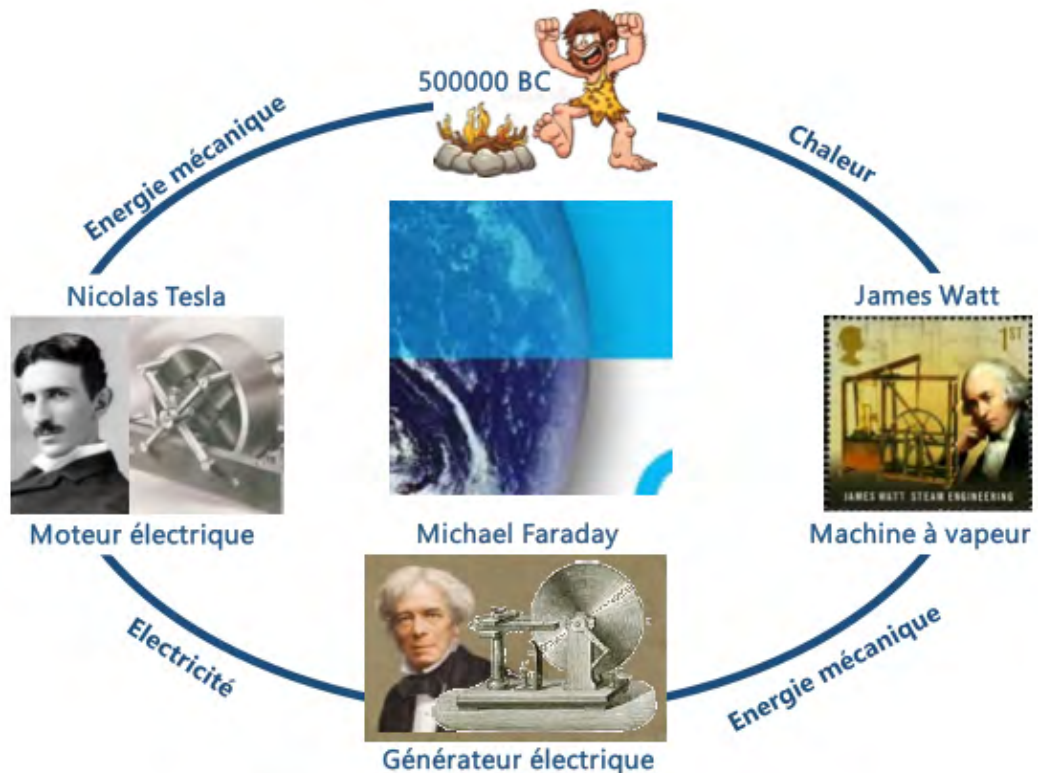 500000 BC
Energie mécanique
Chaleur
Nicolas Tesla
James Watt
1ST
JAMES WATT STEAM ENGINEERING
Moteur électrique
Michael Faraday
Machine à vapeur
Electricité
Energie mécanique
Générateur électrique